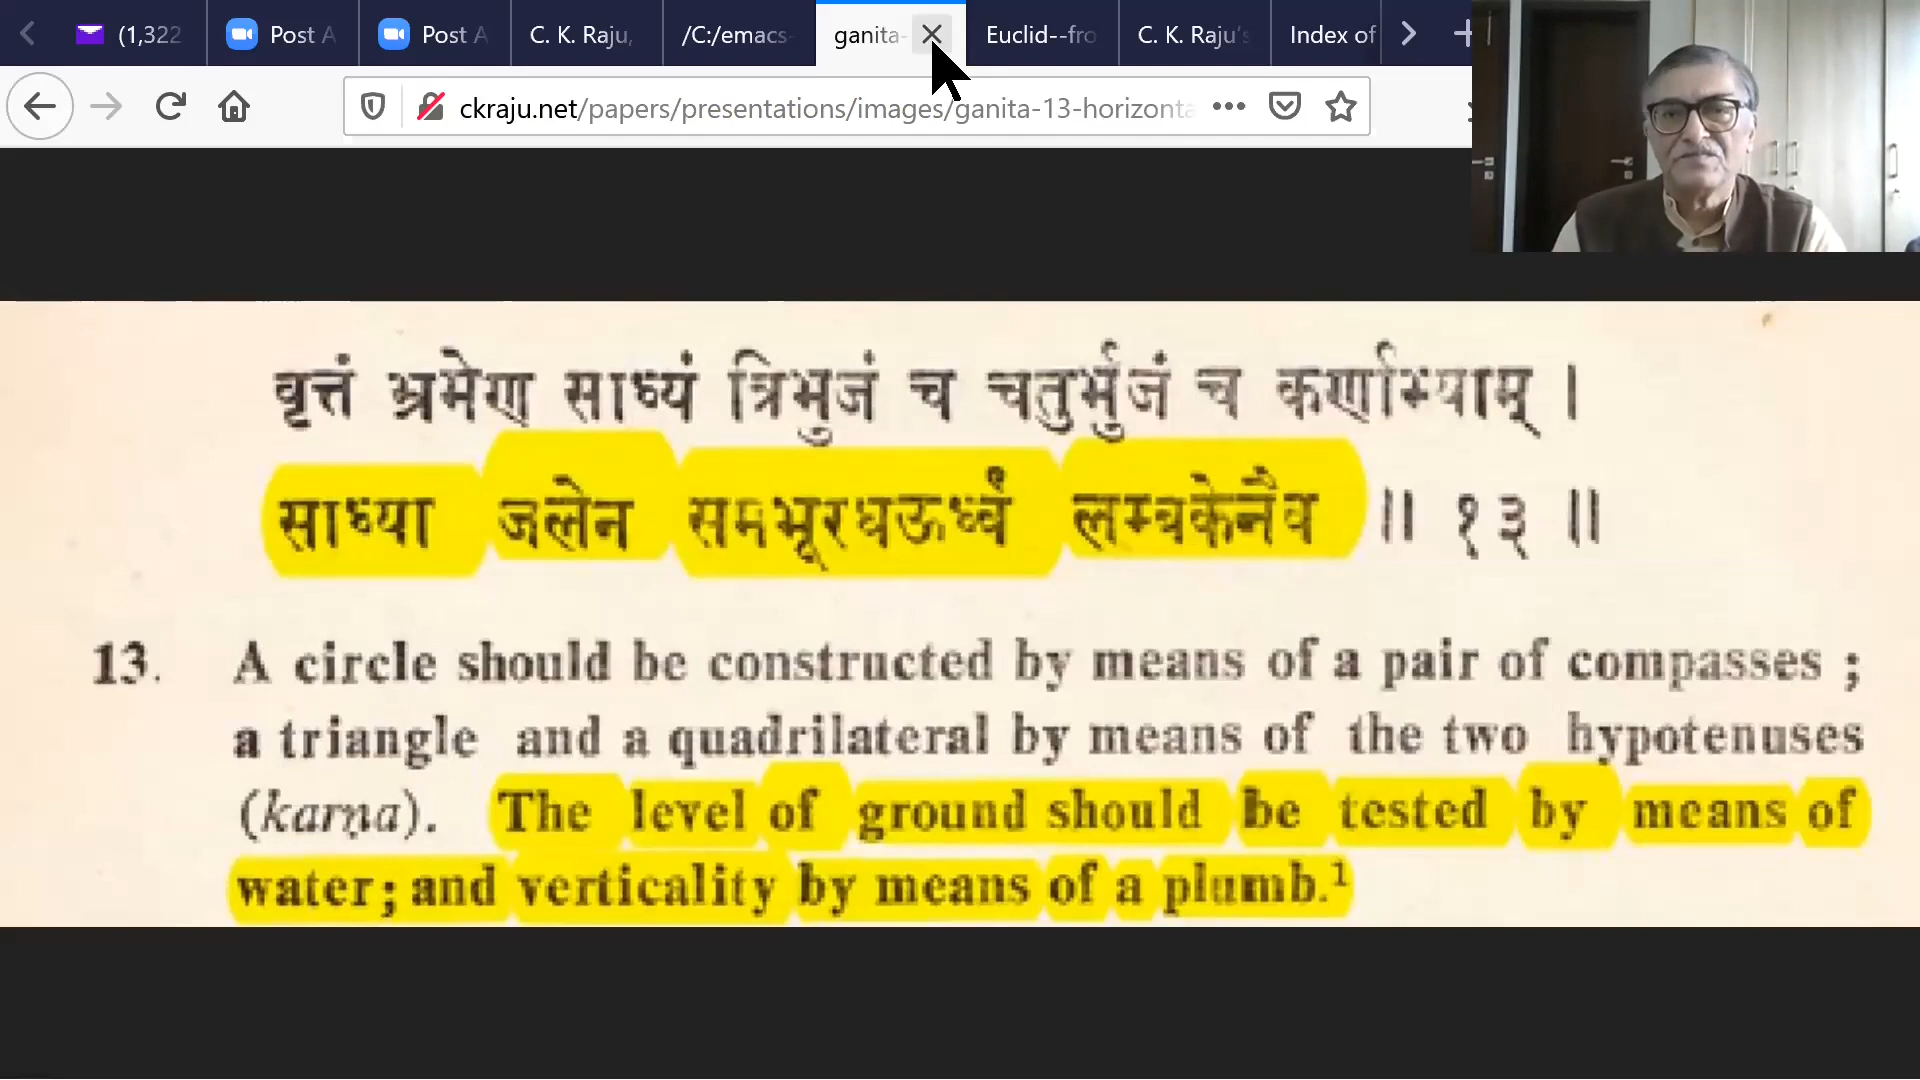 (1,322
Post A
Post A
C. K. Raju,
/C:/emacs-
ganita-
Euclid--fro
C. K. Raju's
Index of
ckraju.net/papers/presentations/images/ganita-13-horizonta
वृत्तं भ्रमेण साध्यं त्रिभुजं च चतुर्भुजं च कर्णाभ्याम् ।
साध्या जलेन समभूरधऊर्ध्वं लम्बकेनैव ॥ १३ ॥
13. A circle should be constructed by means of a pair of compasses ;
a triangle and a quadrilateral by means of the two hypotenuses
(karṇa). The level of ground should be tested by means of
water; and verticality by means of a plumb.¹